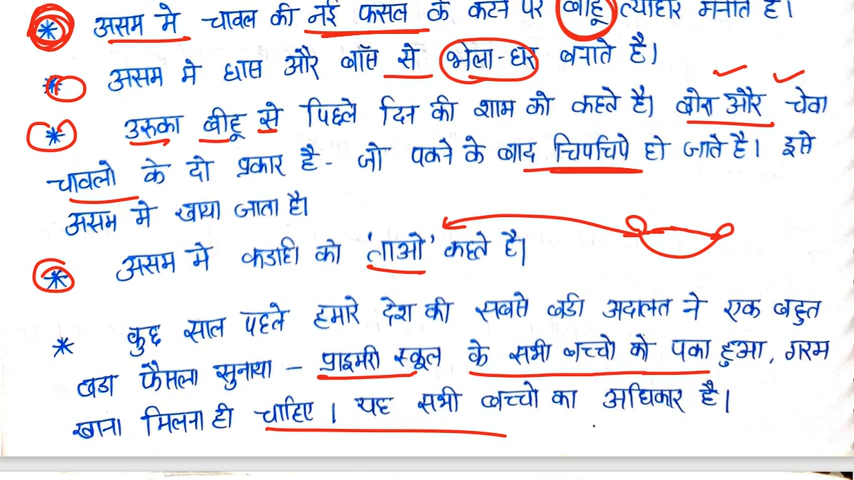 असम मे चावल की नई फसल के कटने पर बीहू त्योहार मनाते है।
असम मे घास और बाँस से भेला-घर बनाते है।
उरुका बीहू से पिछले दिन की शाम को कहते है। बोरा और चेवा
चावलो के दो प्रकार है - जो पकने के बाद चिपचिपे हो जाते है। इसे
असम मे खाया जाता है।
असम मे कडाही को 'ताओ' कहते है।
कुछ साल पहले हमारे देश की सबसे बडी अदालत ने एक बहुत
बडा फैसला सुनाया - प्राइमरी स्कूल के सभी बच्चो को पका हुआ, गरम
खाना मिलना ही चाहिए। यह सभी बच्चो का अधिकार है।